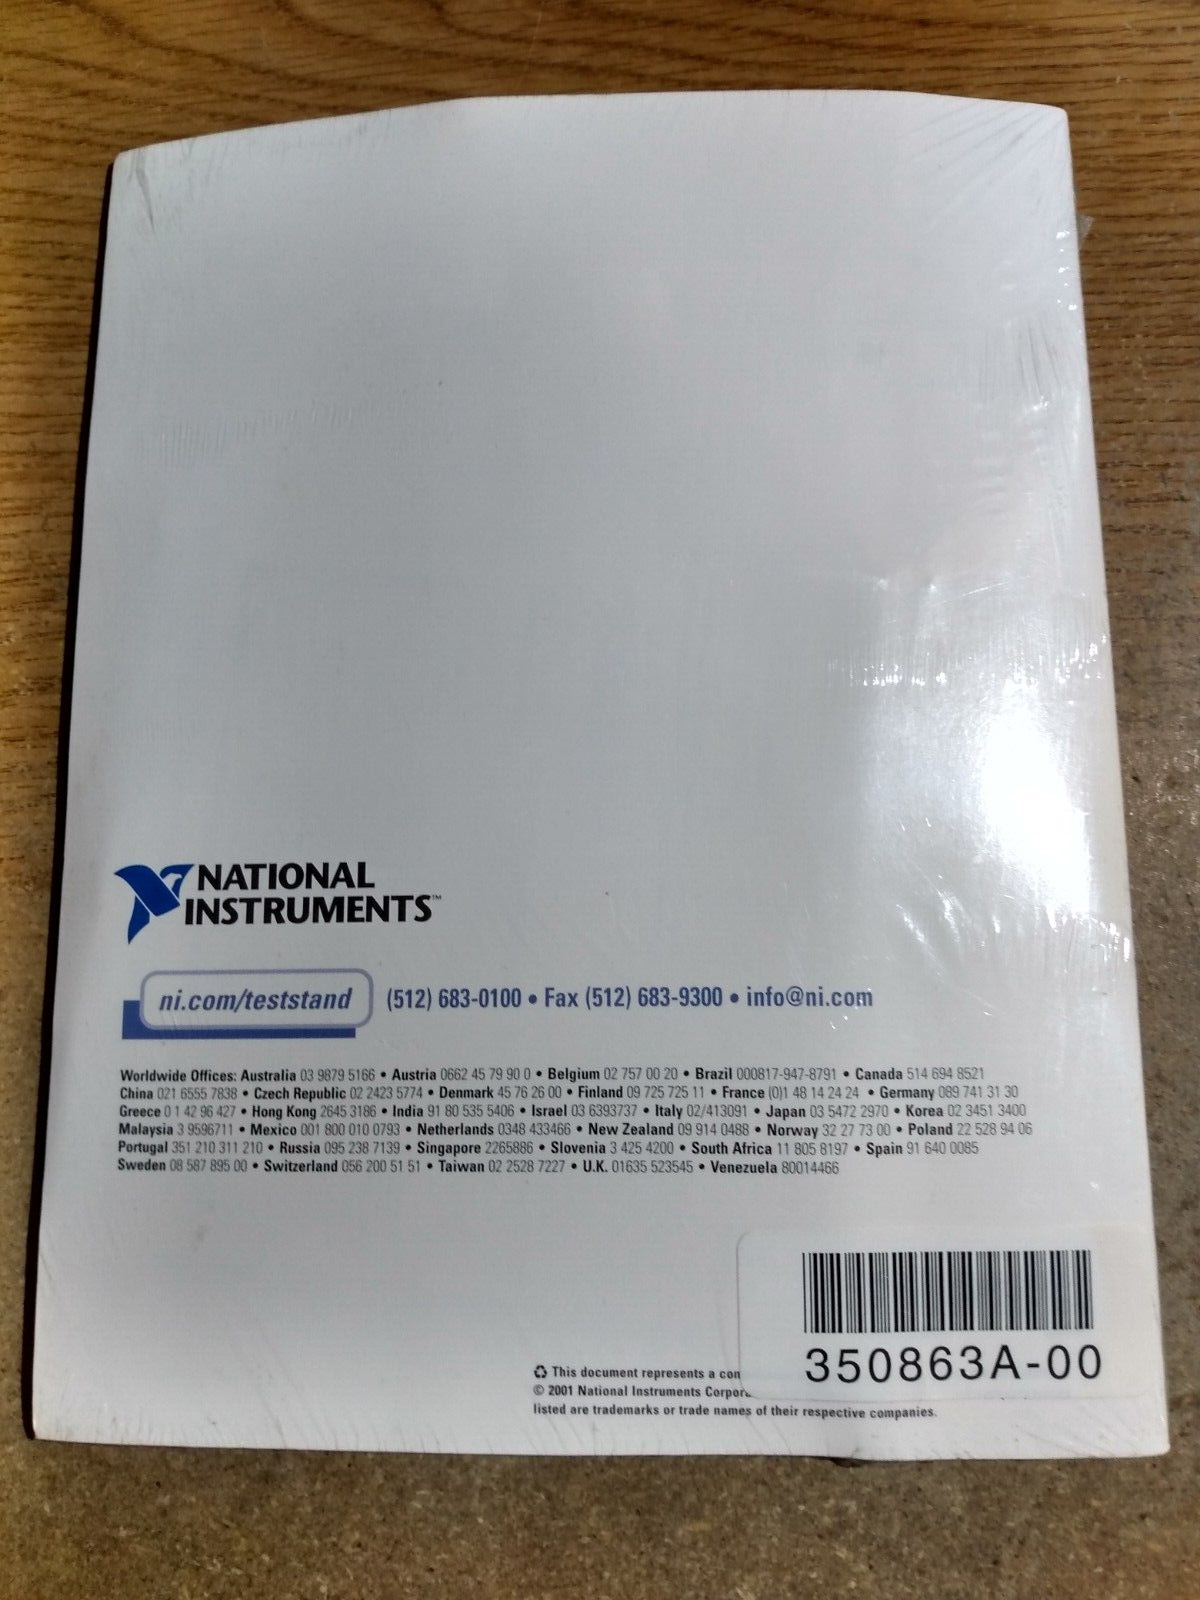 NATIONAL
INSTRUMENTS™
ni.com/teststand (512) 683-0100 • Fax (512) 683-9300 • info@ni.com
Worldwide Offices: Australia 03 9879 5166 • Austria 0662 45 79 90 0 • Belgium 02 757 00 20 • Brazil 000817-947-8791 • Canada 514 694 8521
China 021 6555 7838 • Czech Republic 02 2423 5774 • Denmark 45 76 26 00 • Finland 09 725 725 11 • France (0)1 48 14 24 24 • Germany 089 741 31 30
Greece 0 1 42 96 427 • Hong Kong 2645 3186 • India 91 80 535 5406 • Israel 03 6393737 • Italy 02/413091 • Japan 03 5472 2970 • Korea 02 3451 3400
Malaysia 3 9596711 • Mexico 001 800 010 0793 • Netherlands 0348 433466 • New Zealand 09 914 0488 • Norway 32 27 73 00 • Poland 22 528 94 06
Portugal 351 210 311 210 • Russia 095 238 7139 • Singapore 2265886 • Slovenia 3 425 4200 • South Africa 11 805 8197 • Spain 91 640 0085
Sweden 08 587 895 00 • Switzerland 056 200 51 51 • Taiwan 02 2528 7227 • U.K. 01635 523545 • Venezuela 80014466
350863A-00
♻ This document represents a con
© 2001 National Instruments Corpor
listed are trademarks or trade names of their respective companies.